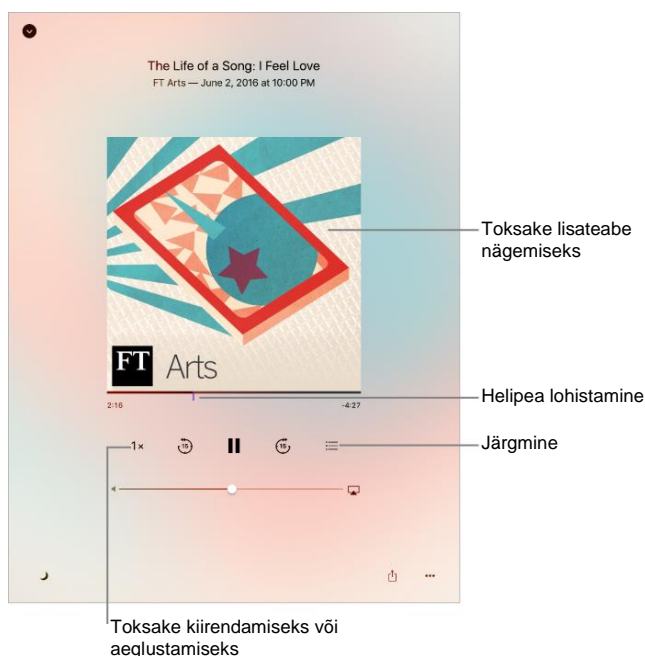 The Life of a Song: I Feel Love
FT Arts — June 2, 2016 at 10:00 PM
Toksake lisateabe
nägemiseks
FT Arts
Helipea lohistamine
2:16 -4:27
1× 15 15
Järgmine
Toksake kiirendamiseks või
aeglustamiseks